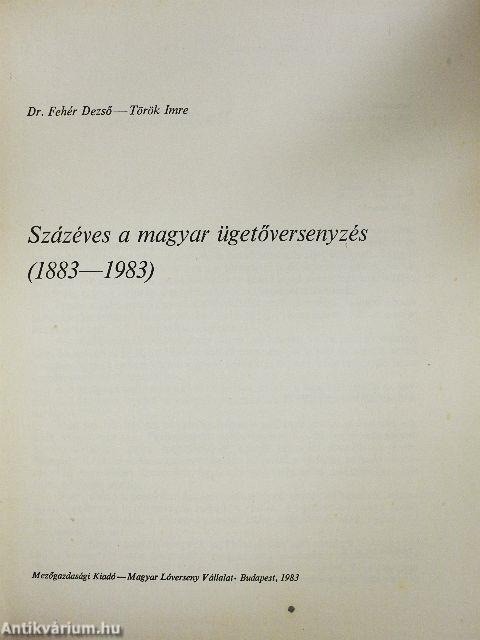 Dr. Fehér Dezső—Török Imre
Százéves a magyar ügetőversenyzés
(1883—1983)
Mezőgazdasági Kiadó—Magyar Lóverseny Vállalat- Budapest, 1983
Antikvárium.hu